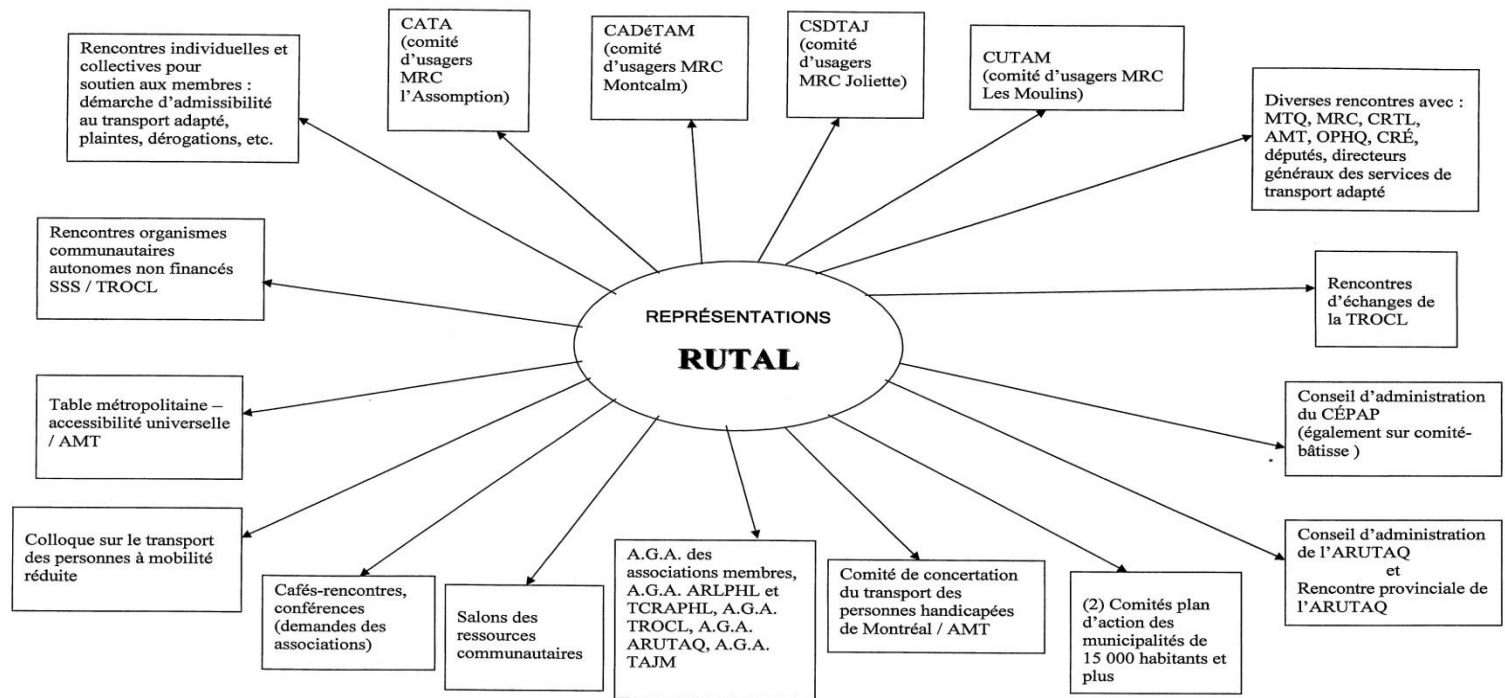 Rencontres individuelles et
collectives pour
soutien aux membres :
démarche d'admissibilité
au transport adapté,
plaintes, dérogations, etc.
CATA
(comité
d'usagers
MRC
l'Assomption)
CADéTAM
(comité
d'usagers MRC
Montcalm)
CSDTAJ
(comité
d'usagers
MRC Joliette)
CUTAM
(comité d'usagers MRC
Les Moulins)
Diverses rencontres avec :
MTQ, MRC, CRTL,
AMT, OPHQ, CRÉ,
députés, directeurs
généraux des services de
transport adapté
Rencontres organismes
communautaires
autonomes non financés
SSS / TROCL
REPRÉSENTATIONS
RUTAL
Rencontres
d'échanges de
la TROCL
Table métropolitaine –
accessibilité universelle
/ AMT
Conseil d'administration
du CÉPAP
(également sur comité-
bâtisse )
Colloque sur le transport
des personnes à mobilité
réduite
Cafés-rencontres,
conférences
(demandes des
associations)
Salons des
ressources
communautaires
A.G.A. des
associations membres,
A.G.A. ARLPHL et
TCRAPHL, A.G.A.
TROCL, A.G.A.
ARUTAQ, A.G.A.
TAJM
Comité de concertation
du transport des
personnes handicapées
de Montréal / AMT
(2) Comités plan
d'action des
municipalités de
15 000 habitants et
plus
Conseil d'administration
de l'ARUTAQ
et
Rencontre provinciale de
l'ARUTAQ